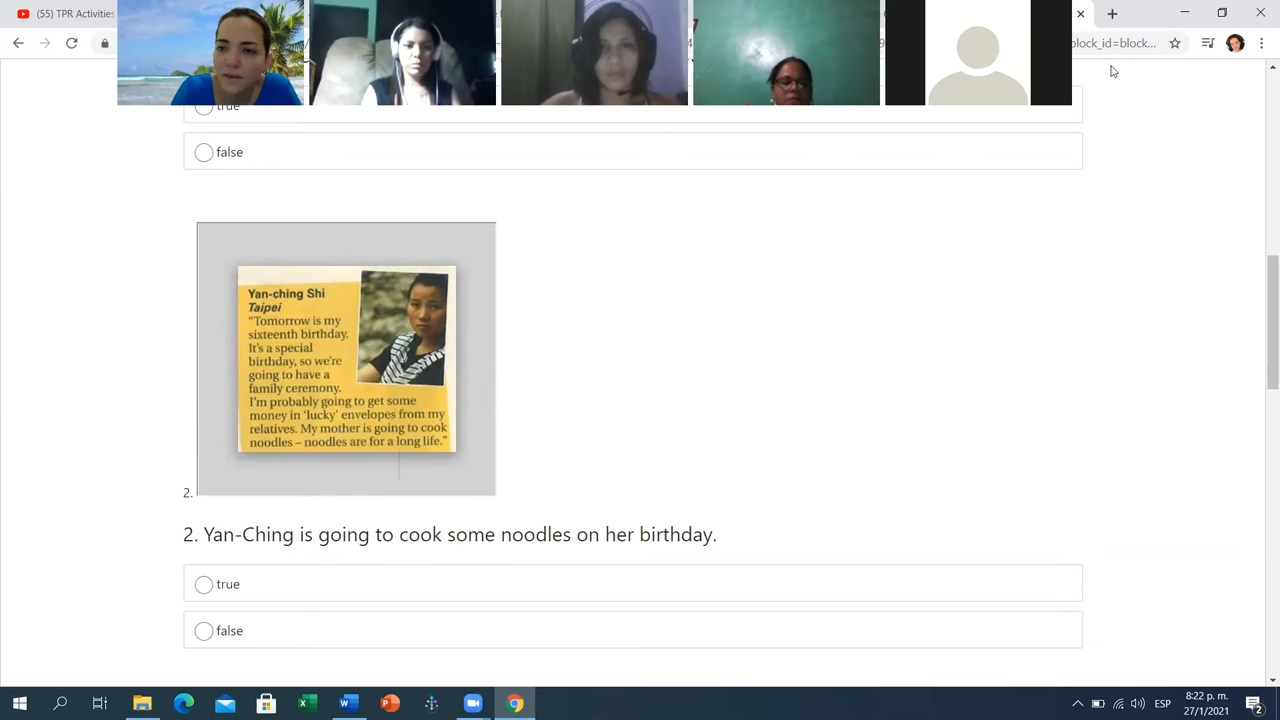 (55) TPR Activities
block_id=block...
true
false
Yan-ching Shi
Taipei
“Tomorrow is my
sixteenth birthday.
It's a special
birthday, so we're
going to have a
family ceremony.
I'm probably going to get some
money in ‘lucky’ envelopes from my
relatives. My mother is going to cook
noodles – noodles are for a long life.”
2.
2. Yan-Ching is going to cook some noodles on her birthday.
true
false
ESP
8:22 p. m.
27/1/2021
2